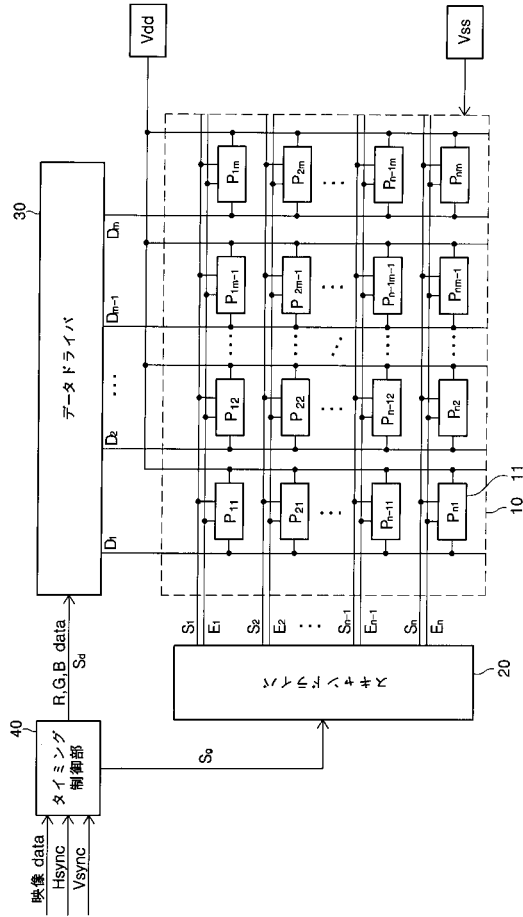 映像 data
Hsync
Vsync
40
タイミング
制御部
R,G,B data
Sd
Sg
30
データドライバ
20
スキャンドライバ
D1
D2
...
Dm-1
Dm
Vdd
Vss
S1
E1
S2
E2
...
Sn-1
En-1
Sn
En
P11
P12
...
P1m-1
P1m
P21
P22
...
P2m-1
P2m
...
...
...
...
...
Pn-11
Pn-12
...
Pn-1m-1
Pn-1m
Pn1
Pn2
...
Pnm-1
Pnm
10
11